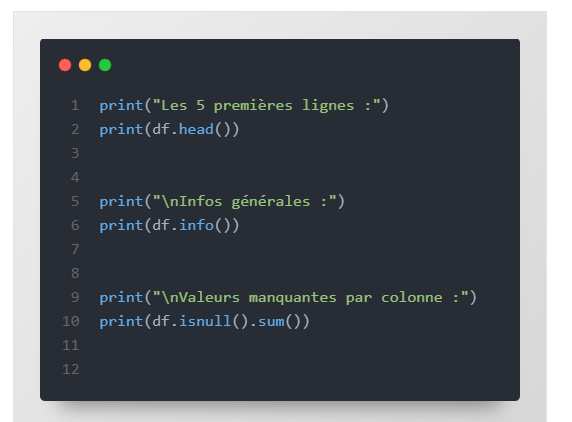 1 print("Les 5 premières lignes :")
2 print(df.head())
3
4
5 print("\nInfos générales :")
6 print(df.info())
7
8
9 print("\nValeurs manquantes par colonne :")
10 print(df.isnull().sum())
11
12